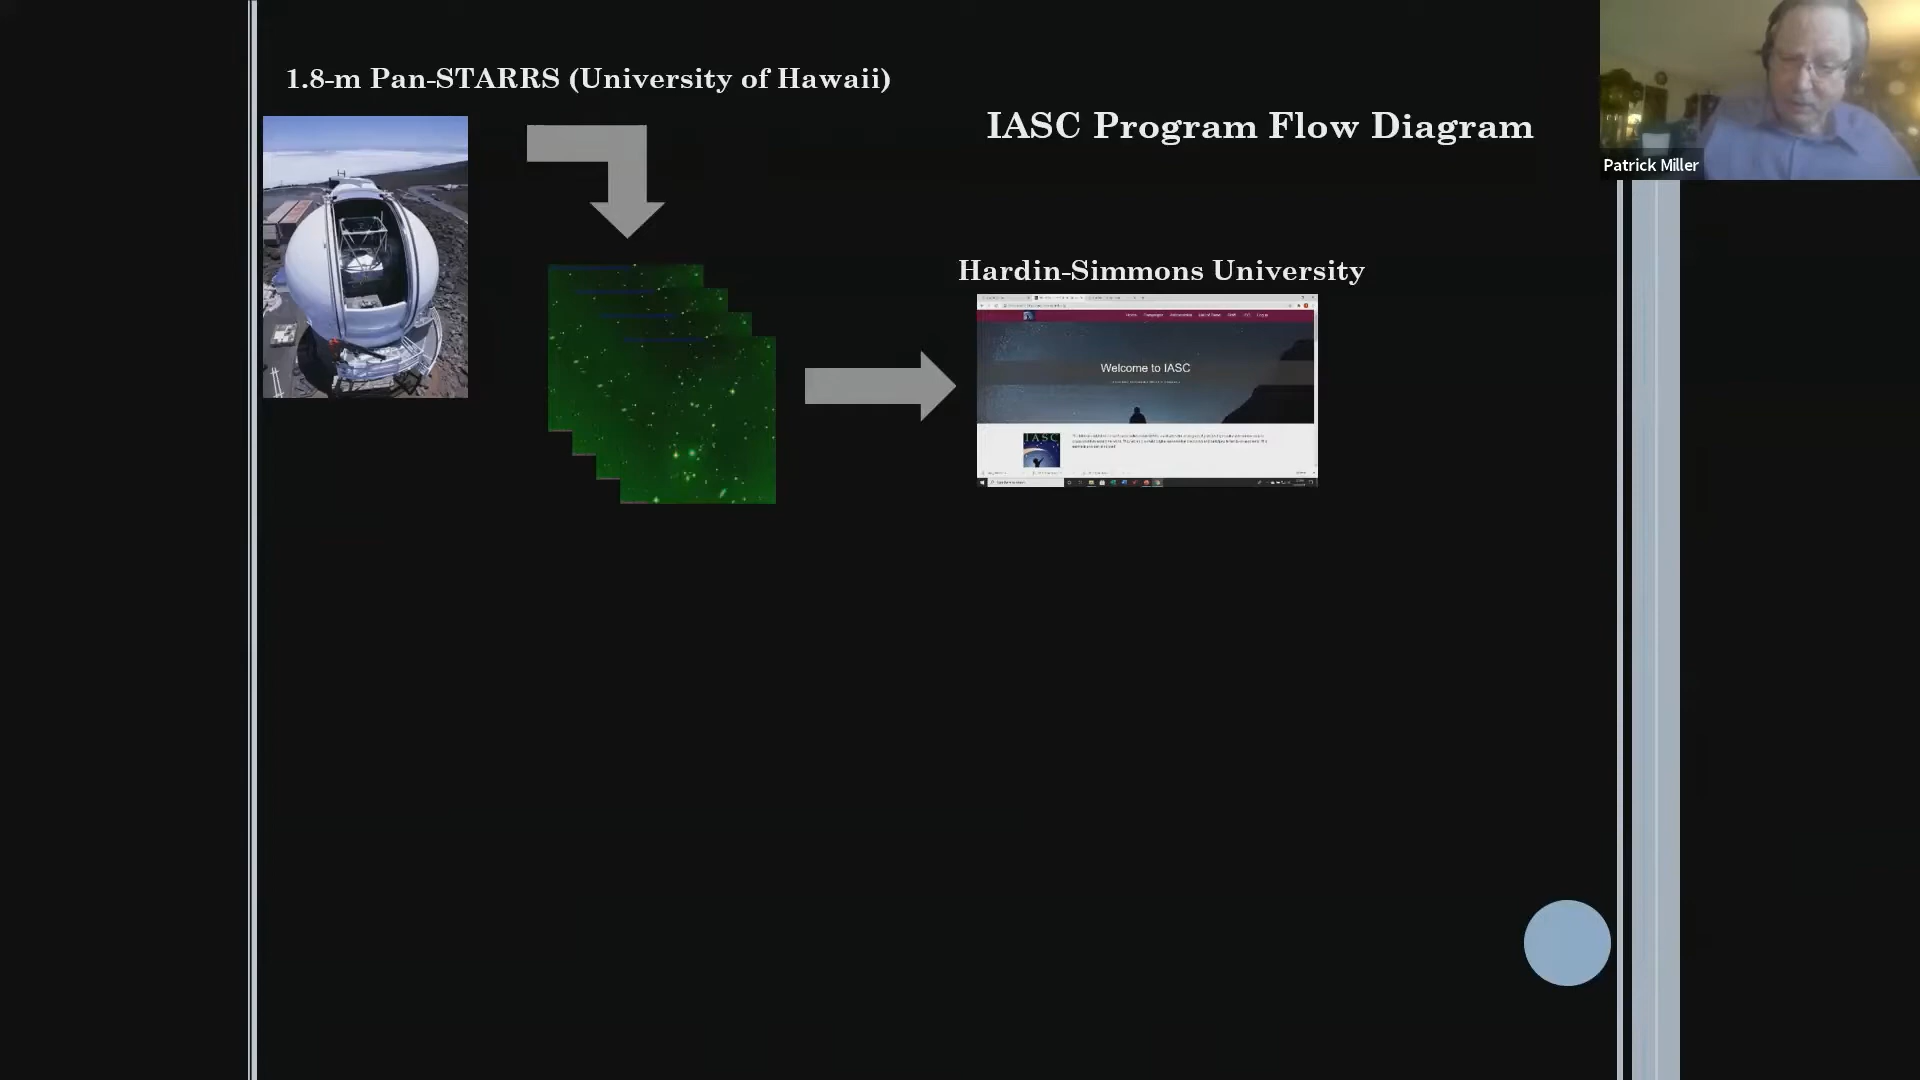 1.8-m Pan-STARRS (University of Hawaii)
IASC Program Flow Diagram
Patrick Miller
Hardin-Simmons University
Welcome to IASC
IASC